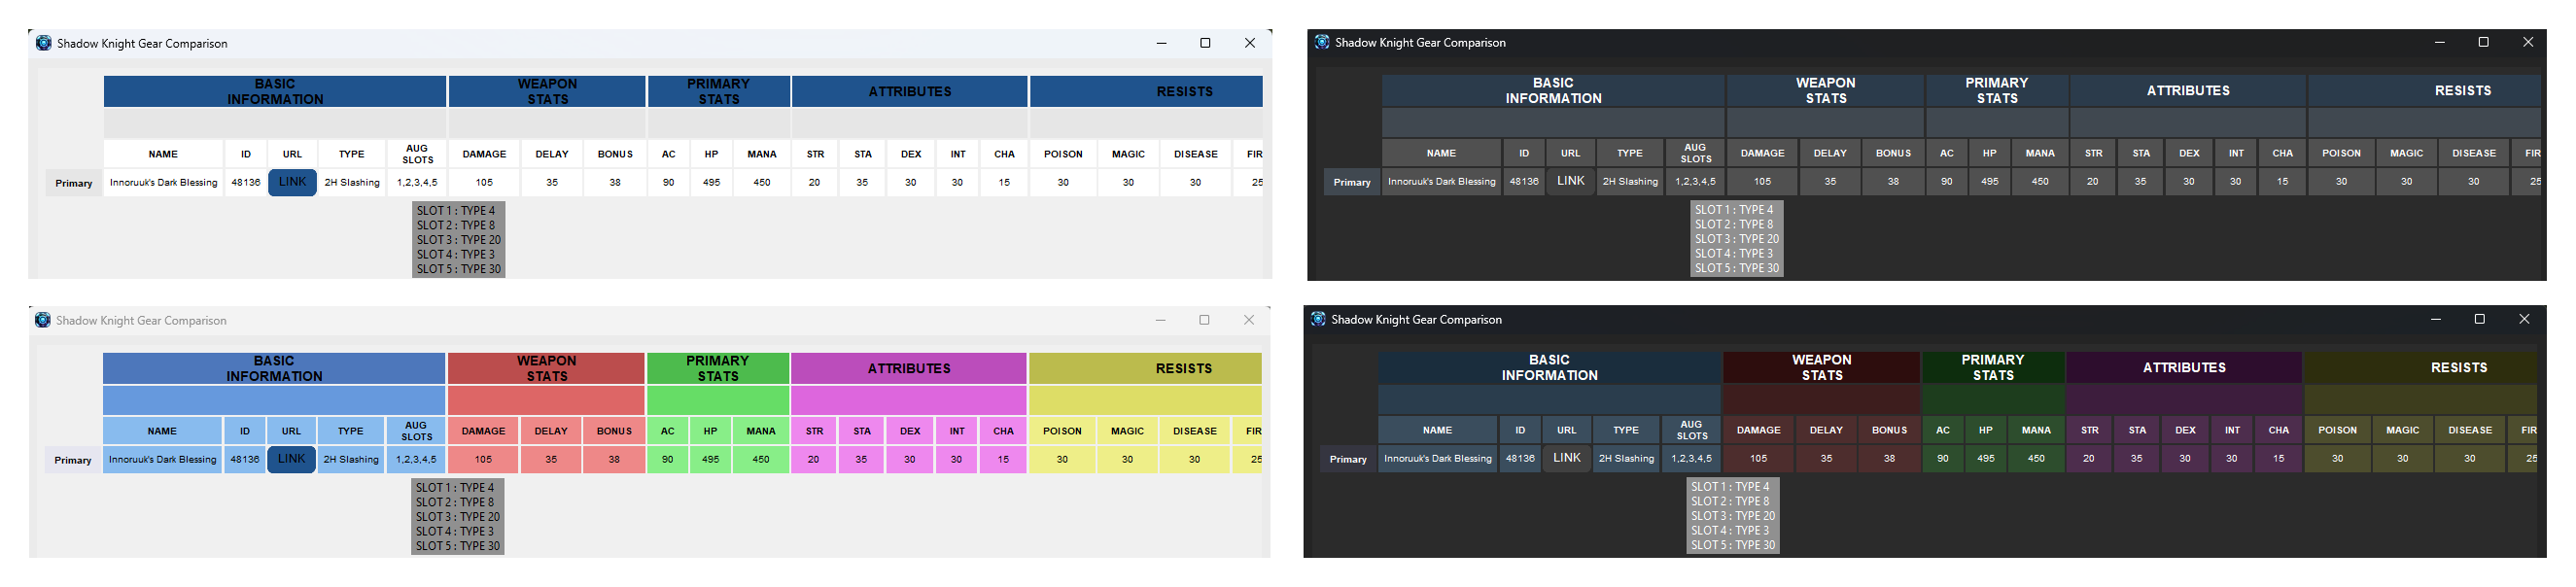 Shadow Knight Gear Comparison
BASIC INFORMATION WEAPON STATS PRIMARY STATS ATTRIBUTES RESISTS
NAME ID URL TYPE AUG SLOTS DAMAGE DELAY BONUS AC HP MANA STR STA DEX INT CHA POISON MAGIC DISEASE FIR
Primary Innoruuk's Dark Blessing 48136 LINK 2H Slashing 1,2,3,4,5 105 35 38 90 495 450 20 35 30 30 15 30 30 30 25
SLOT 1 : TYPE 4
SLOT 2 : TYPE 8
SLOT 3 : TYPE 20
SLOT 4 : TYPE 3
SLOT 5 : TYPE 30
Shadow Knight Gear Comparison
BASIC INFORMATION WEAPON STATS PRIMARY STATS ATTRIBUTES RESISTS
NAME ID URL TYPE AUG SLOTS DAMAGE DELAY BONUS AC HP MANA STR STA DEX INT CHA POISON MAGIC DISEASE FIR
Primary Innoruuk's Dark Blessing 48136 LINK 2H Slashing 1,2,3,4,5 105 35 38 90 495 450 20 35 30 30 15 30 30 30 25
SLOT 1 : TYPE 4
SLOT 2 : TYPE 8
SLOT 3 : TYPE 20
SLOT 4 : TYPE 3
SLOT 5 : TYPE 30
Shadow Knight Gear Comparison
BASIC INFORMATION WEAPON STATS PRIMARY STATS ATTRIBUTES RESISTS
NAME ID URL TYPE AUG SLOTS DAMAGE DELAY BONUS AC HP MANA STR STA DEX INT CHA POISON MAGIC DISEASE FIR
Primary Innoruuk's Dark Blessing 48136 LINK 2H Slashing 1,2,3,4,5 105 35 38 90 495 450 20 35 30 30 15 30 30 30 25
SLOT 1 : TYPE 4
SLOT 2 : TYPE 8
SLOT 3 : TYPE 20
SLOT 4 : TYPE 3
SLOT 5 : TYPE 30
Shadow Knight Gear Comparison
BASIC INFORMATION WEAPON STATS PRIMARY STATS ATTRIBUTES RESISTS
NAME ID URL TYPE AUG SLOTS DAMAGE DELAY BONUS AC HP MANA STR STA DEX INT CHA POISON MAGIC DISEASE FIR
Primary Innoruuk's Dark Blessing 48136 LINK 2H Slashing 1,2,3,4,5 105 35 38 90 495 450 20 35 30 30 15 30 30 30 25
SLOT 1 : TYPE 4
SLOT 2 : TYPE 8
SLOT 3 : TYPE 20
SLOT 4 : TYPE 3
SLOT 5 : TYPE 30